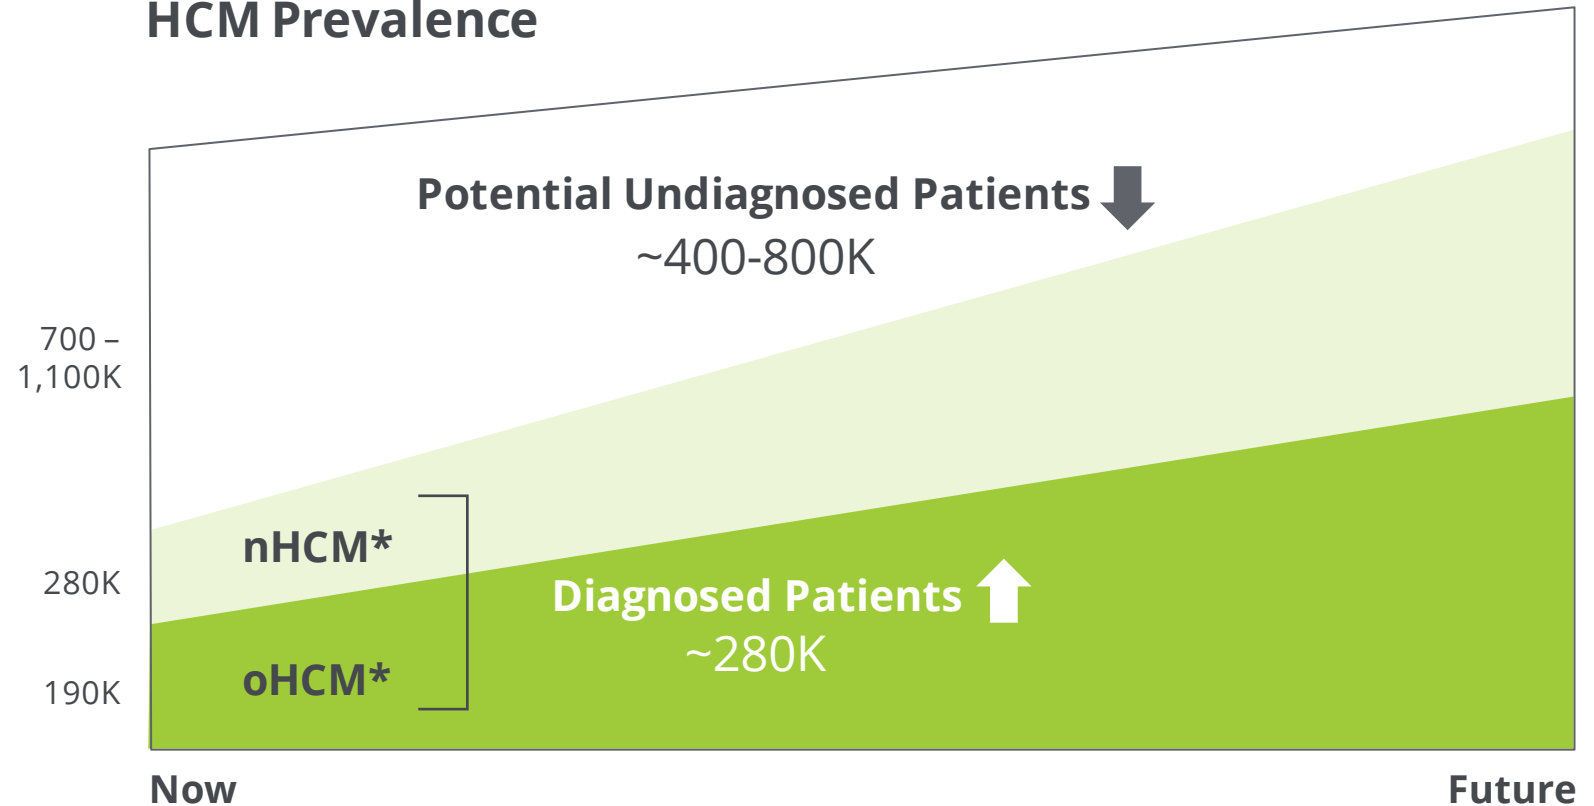 HCM Prevalence
Potential Undiagnosed Patients
~400-800K
700 –
1,100K
nHCM*
280K
Diagnosed Patients
~280K
oHCM*
190K
Now
Future